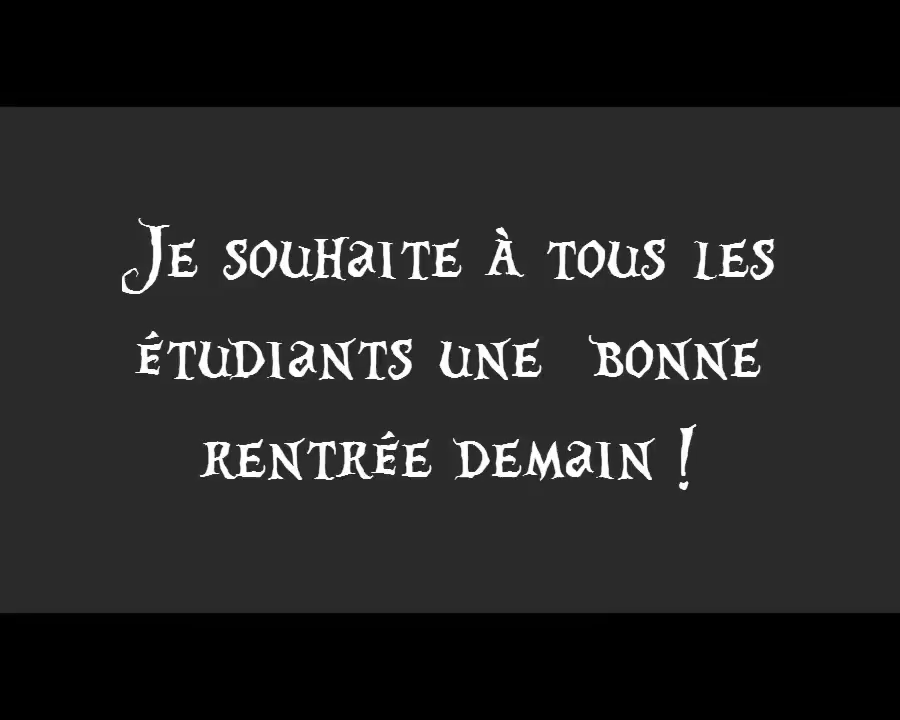 Je souhaite à tous les
étudiants une bonne
rentrée demain !